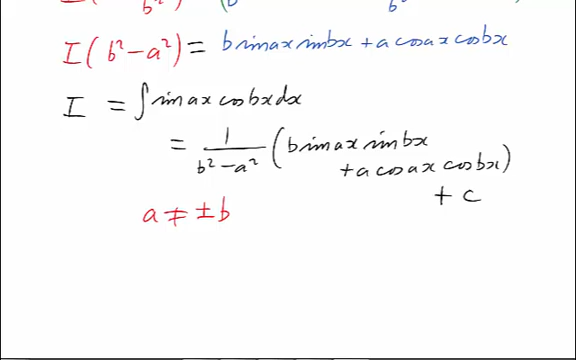 I(b²-a²) = b sin ax sin bx + a cos ax cos bx
I = ∫ sin ax cos bx dx
= 1/(b²-a²) (b sin ax sin bx
+ a cos ax cos bx)
+ c
a ≠ ± b